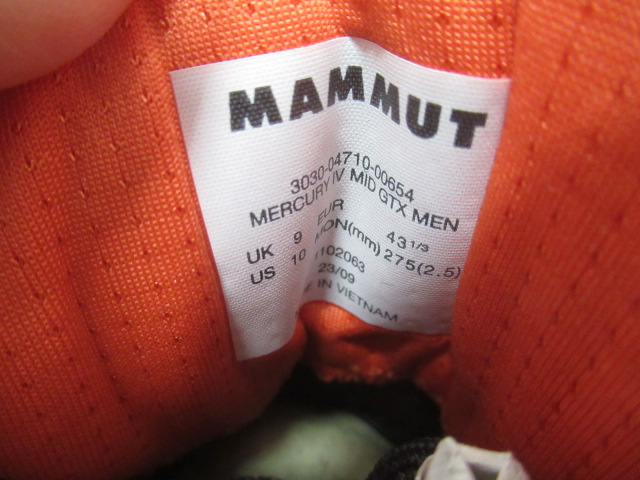 MAMMUT
3030-04710-00654
MERCURY IV MID GTX MEN
UK 9 EUR 43 1/3
US 10 MON(mm) 275(2.5)
1102063
23/09
IN VIETNAM